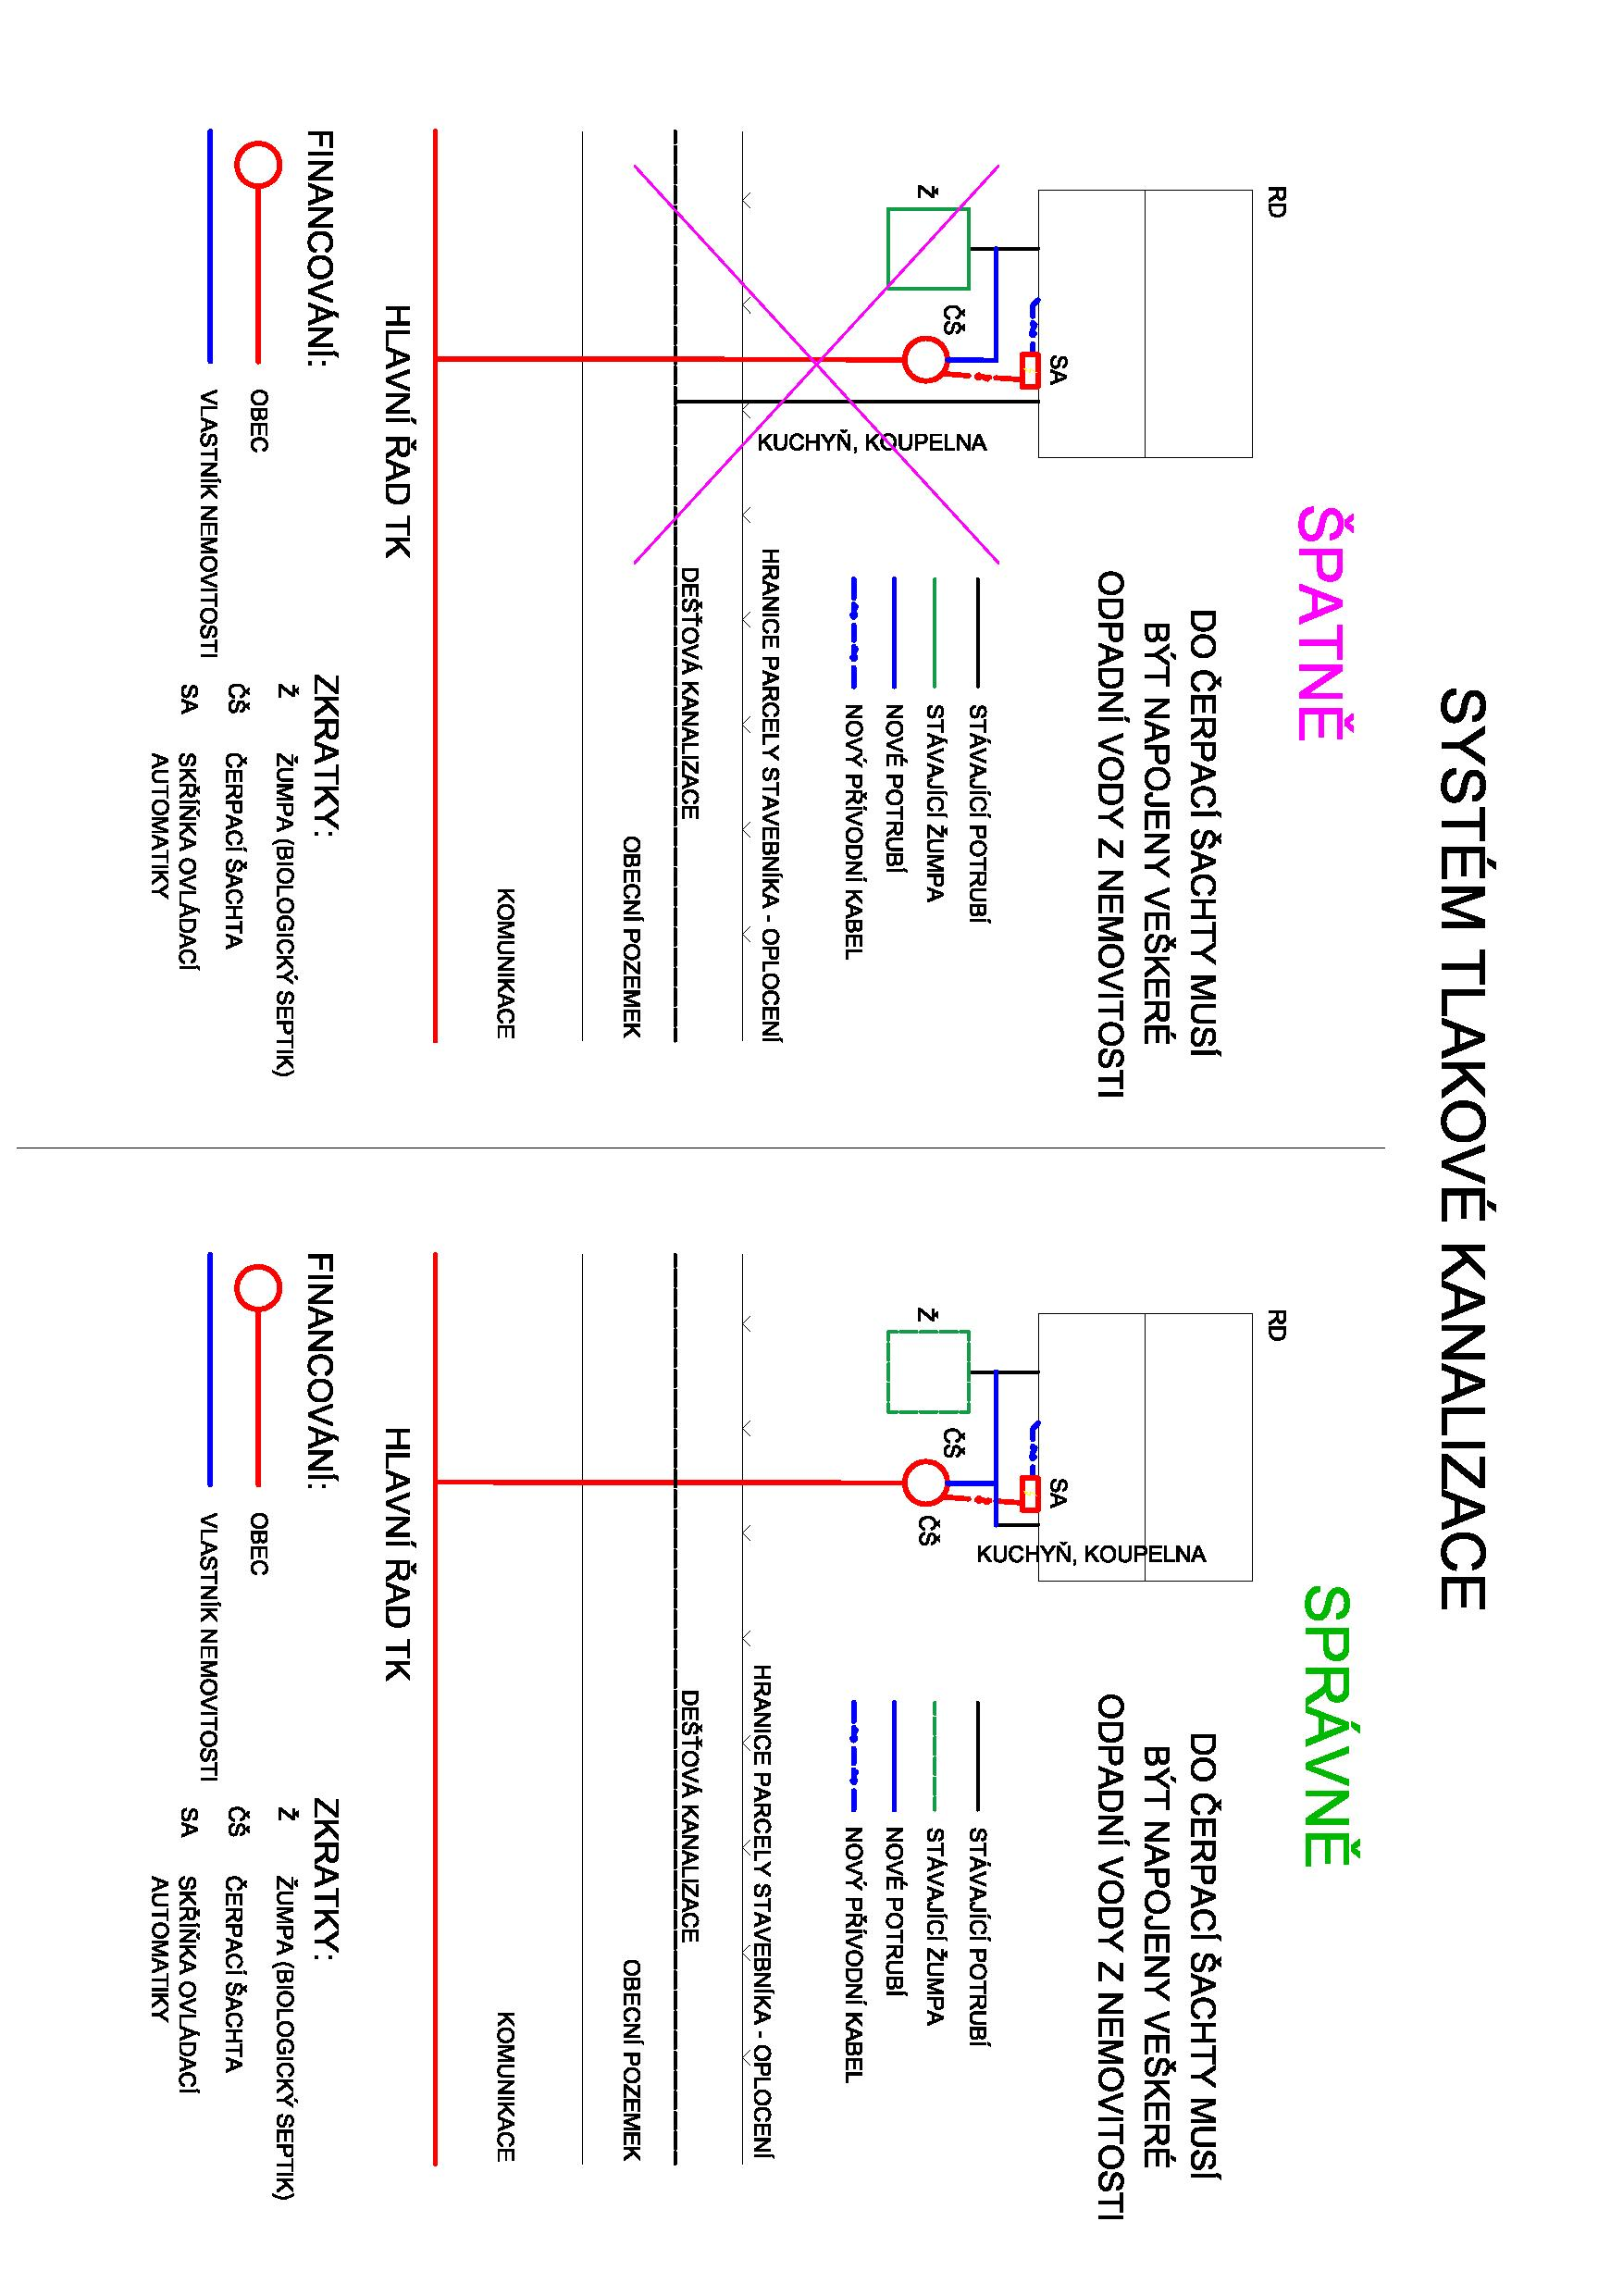 SYSTÉM TLAKOVÉ KANALIZACE
ŠPATNĚ
RD
DO ČERPACÍ ŠACHTY MUSÍ
BÝT NAPOJENY VEŠKERÉ
ODPADNÍ VODY Z NEMOVITOSTI
SA
ČŠ
Ž
KUCHYŇ, KOUPELNA
STÁVAJÍCÍ POTRUBÍ
STÁVAJÍCÍ ŽUMPA
NOVÉ POTRUBÍ
NOVÝ PŘÍVODNÍ KABEL
HRANICE PARCELY STAVEBNÍKA - OPLOCENÍ
DEŠŤOVÁ KANALIZACE
OBECNÍ POZEMEK
KOMUNIKACE
HLAVNÍ ŘAD TK
FINANCOVÁNÍ:
OBEC
VLASTNÍK NEMOVITOSTI
ZKRATKY:
Ž ŽUMPA (BIOLOGICKÝ SEPTIK)
ČŠ ČERPACÍ ŠACHTA
SA SKŘÍŇKA OVLÁDACÍ
AUTOMATIKY
SPRÁVNĚ
RD
DO ČERPACÍ ŠACHTY MUSÍ
BÝT NAPOJENY VEŠKERÉ
ODPADNÍ VODY Z NEMOVITOSTI
SA
KUCHYŇ, KOUPELNA
ČŠ
Ž
ČŠ
STÁVAJÍCÍ POTRUBÍ
STÁVAJÍCÍ ŽUMPA
NOVÉ POTRUBÍ
NOVÝ PŘÍVODNÍ KABEL
HRANICE PARCELY STAVEBNÍKA - OPLOCENÍ
DEŠŤOVÁ KANALIZACE
OBECNÍ POZEMEK
KOMUNIKACE
HLAVNÍ ŘAD TK
FINANCOVÁNÍ:
OBEC
VLASTNÍK NEMOVITOSTI
ZKRATKY:
Ž ŽUMPA (BIOLOGICKÝ SEPTIK)
ČŠ ČERPACÍ ŠACHTA
SA SKŘÍŇKA OVLÁDACÍ
AUTOMATIKY